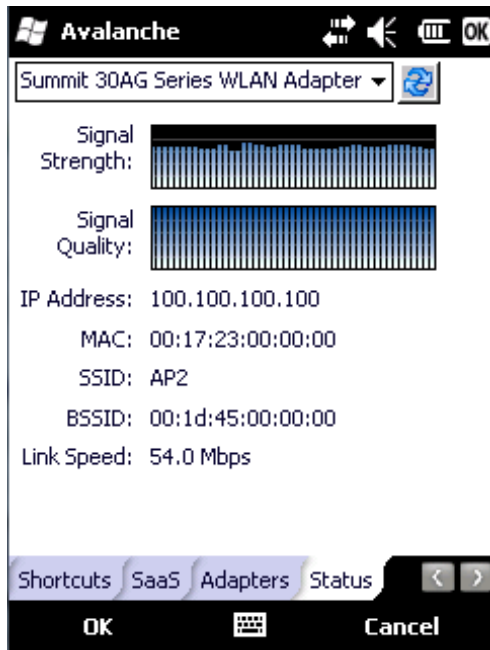 Avalanche OK
Summit 30AG Series WLAN Adapter
Signal
Strength:
Signal
Quality:
IP Address: 100.100.100.100
MAC: 00:17:23:00:00:00
SSID: AP2
BSSID: 00:1d:45:00:00:00
Link Speed: 54.0 Mbps
Shortcuts SaaS Adapters Status
OK Cancel